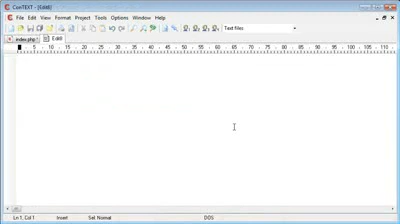 ConTEXT - [Edit8]
File Edit View Format Project Tools Options Window Help
Text files
index.php * Edit8
5 10 15 20 25 30 35 40 45 50 55 60 65 70 75 80 85 90 95 100 105 110
Ln 1, Col 1 Insert Sel: Normal DOS